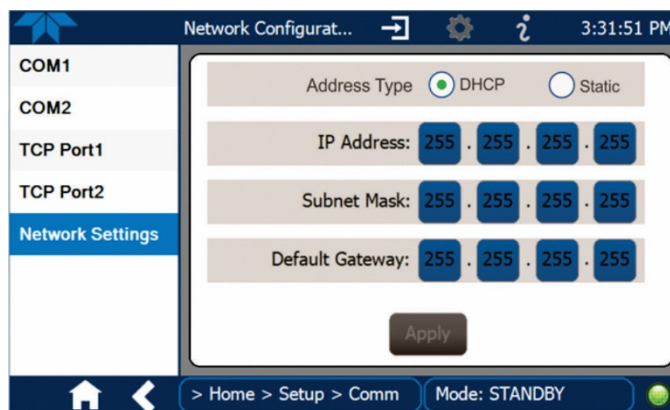 Network Configurat... 3:31:51 PM
COM1
COM2
TCP Port1
TCP Port2
Network Settings
Address Type DHCP Static
IP Address: 255 . 255 . 255 . 255
Subnet Mask: 255 . 255 . 255 . 255
Default Gateway: 255 . 255 . 255 . 255
Apply
> Home > Setup > Comm Mode: STANDBY